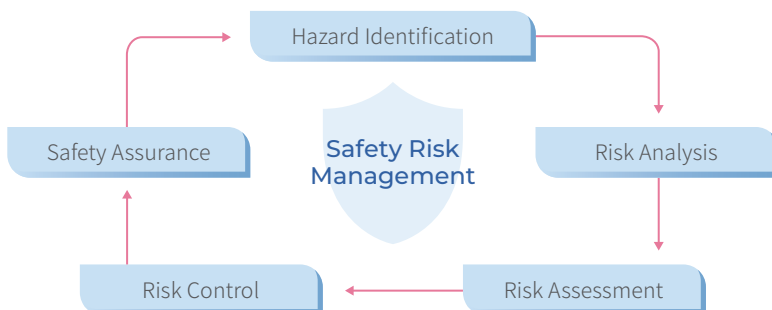 Hazard Identification
Safety Assurance
Safety Risk
Management
Risk Analysis
Risk Control
Risk Assessment